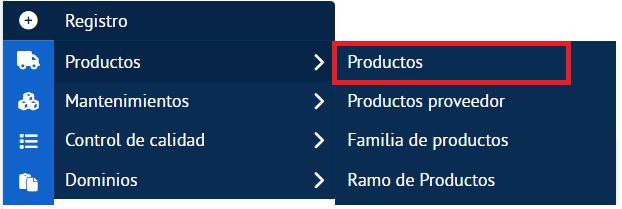 Registro
Productos
Mantenimientos
Control de calidad
Dominios
Productos
Productos proveedor
Familia de productos
Ramo de Productos